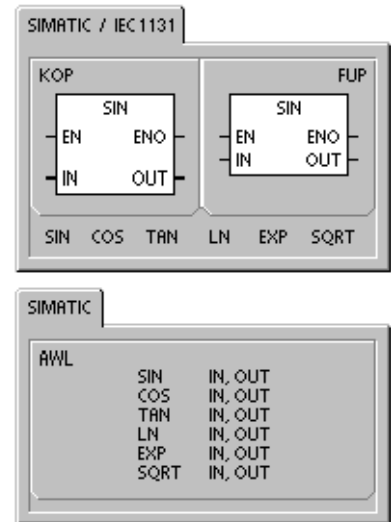 SIMATIC / IEC1131
KOP FUP
SIN SIN
EN ENO EN ENO
IN OUT IN OUT
SIN COS TAN LN EXP SQRT
SIMATIC
AWL
SIN IN, OUT
COS IN, OUT
TAN IN, OUT
LN IN, OUT
EXP IN, OUT
SQRT IN, OUT